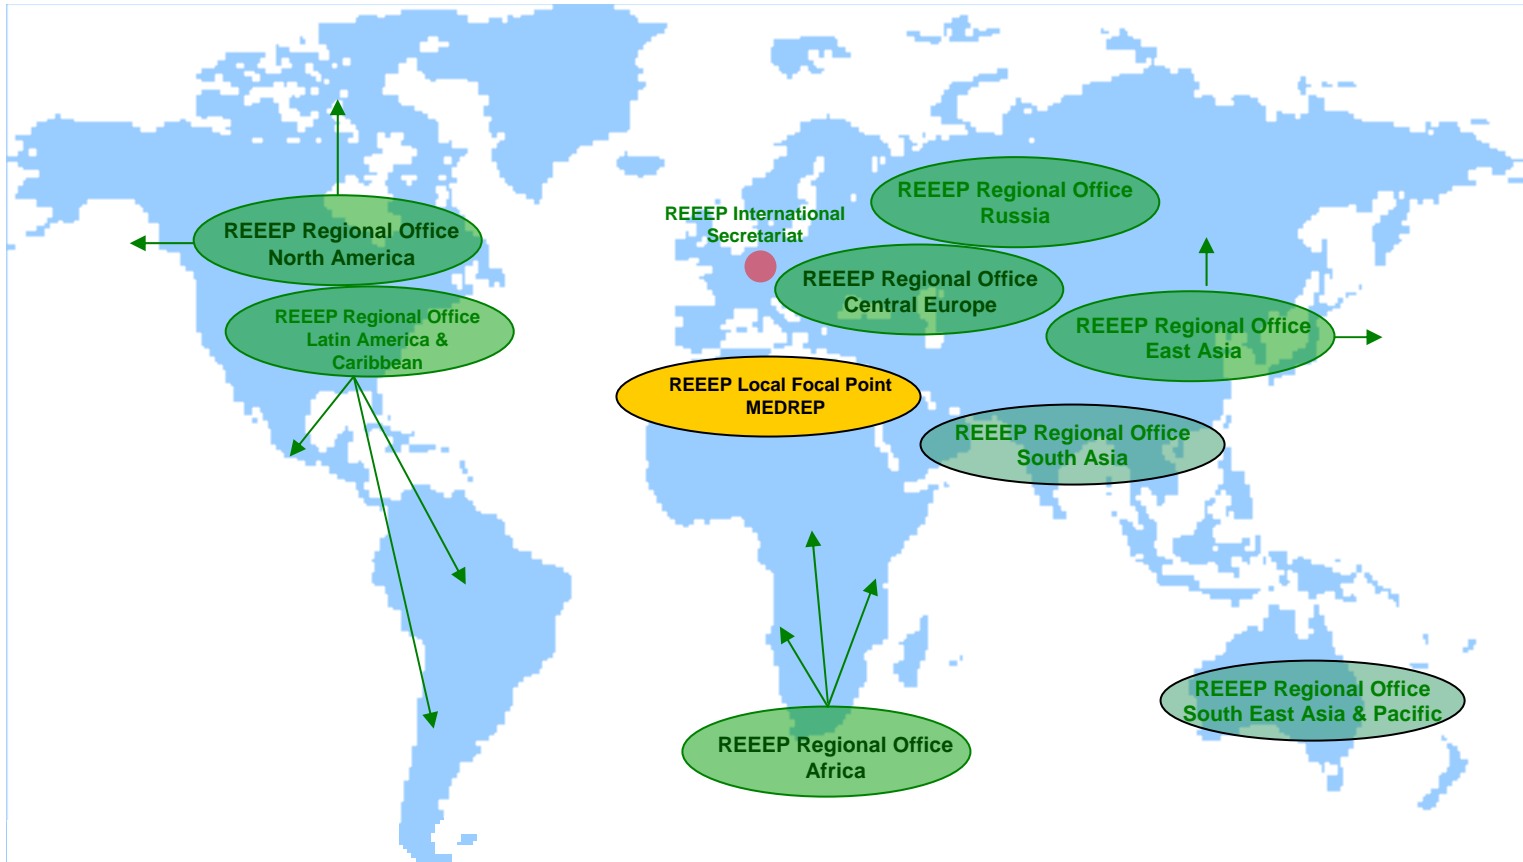 REEEP Regional Office
Russia
REEEP International
Secretariat
REEEP Regional Office
North America
REEEP Regional Office
Central Europe
REEEP Regional Office
Latin America &
Caribbean
REEEP Regional Office
East Asia
REEEP Local Focal Point
MEDREP
REEEP Regional Office
South Asia
REEEP Regional Office
South East Asia & Pacific
REEEP Regional Office
Africa